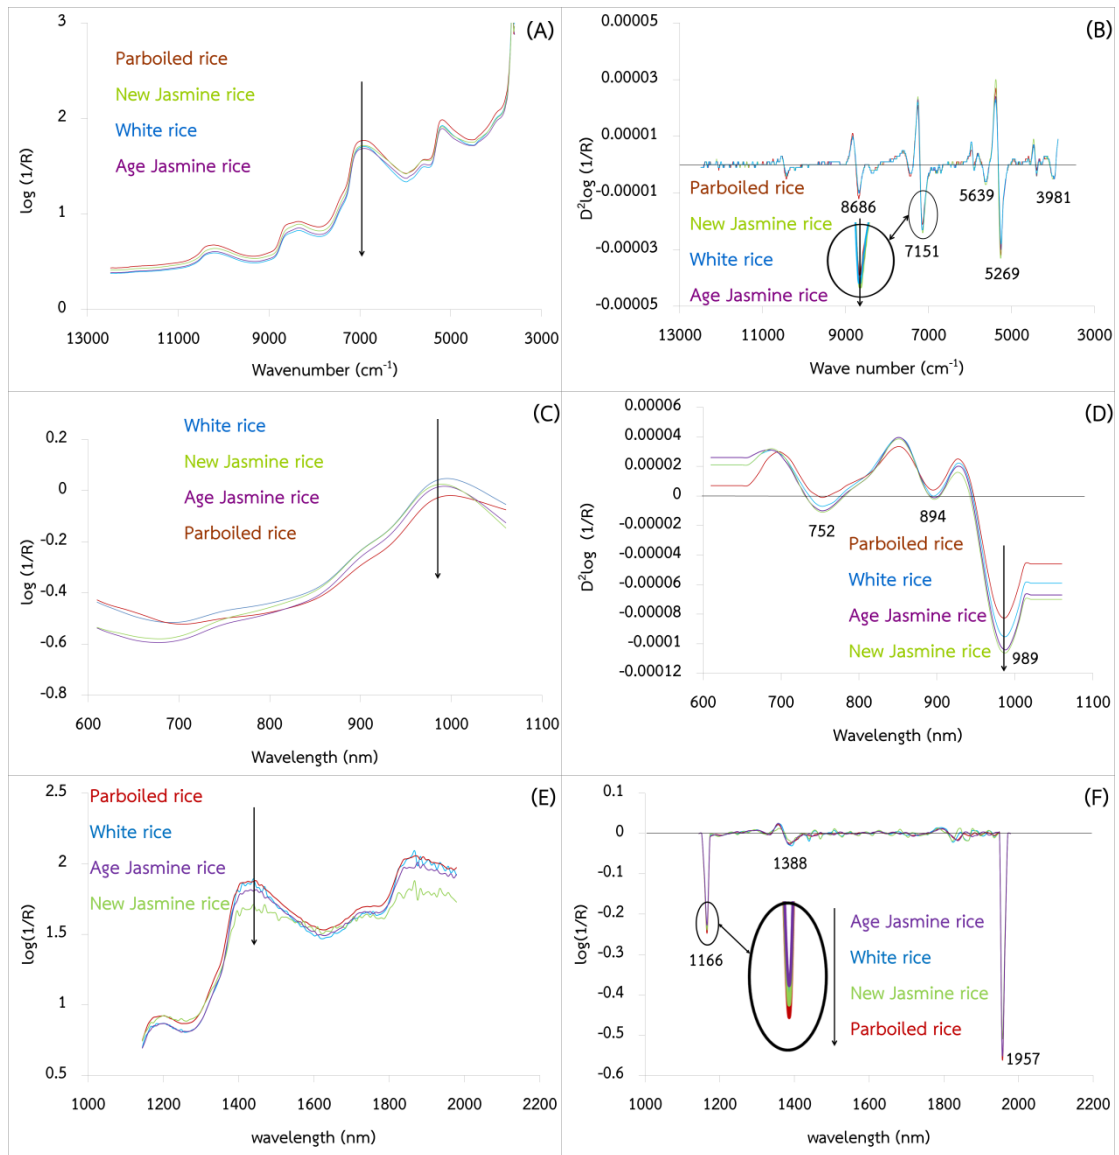 (A)
3
2
1
0
log (1/R)
Parboiled rice
New Jasmine rice
White rice
Age Jasmine rice
13000 11000 9000 7000 5000 3000
Wavenumber (cm⁻¹)
(B)
0.00005
0.00003
0.00001
-0.00001
-0.00003
-0.00005
D²log (1/R)
Parboiled rice
New Jasmine rice
White rice
Age Jasmine rice
8686
7151
5639
5269
3981
13000 11000 9000 7000 5000 3000
Wave number (cm⁻¹)
(C)
0.2
0
-0.2
-0.4
-0.6
-0.8
log (1/R)
White rice
New Jasmine rice
Age Jasmine rice
Parboiled rice
600 700 800 900 1000 1100
Wavelength (nm)
(D)
0.00006
0.00004
0.00002
0
-0.00002
-0.00004
-0.00006
-0.00008
-0.0001
-0.00012
D²log (1/R)
752
894
989
Parboiled rice
White rice
Age Jasmine rice
New Jasmine rice
600 700 800 900 1000 1100
Wavelength (nm)
(E)
2.5
2
1.5
1
0.5
log(1/R)
Parboiled rice
White rice
Age Jasmine rice
New Jasmine rice
1000 1200 1400 1600 1800 2000 2200
wavelength (nm)
(F)
0.1
0
-0.1
-0.2
-0.3
-0.4
-0.5
-0.6
log(1/R)
1388
1166
1957
Age Jasmine rice
White rice
New Jasmine rice
Parboiled rice
1000 1200 1400 1600 1800 2000 2200
wavelength (nm)